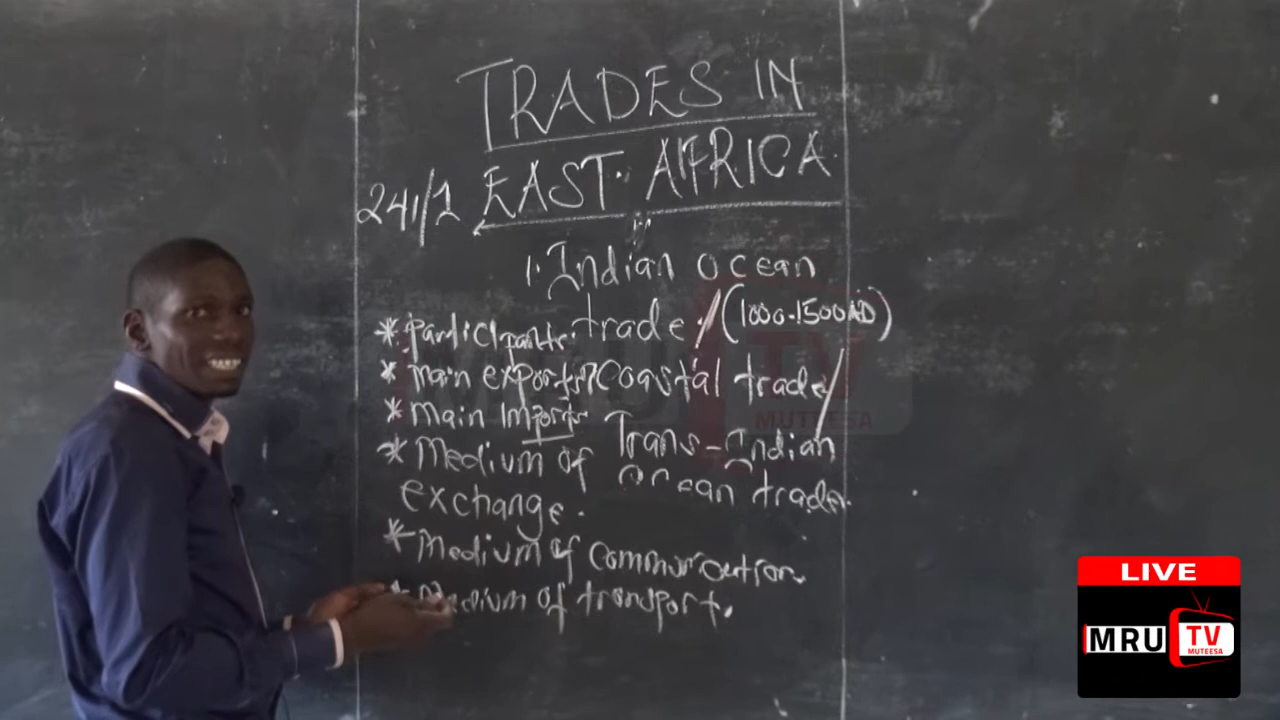 TRADES IN
EAST AFRICA
241/1
1. Indian ocean
trade / (1000-1500AD)
* participants.
* main exports
Coastal trade/
* main Imports
Trans-Indian
Ocean trade.
* Medium of
exchange.
* Medium of communication
* Medium of transport.
LIVE
MRU TV
MUTEESA